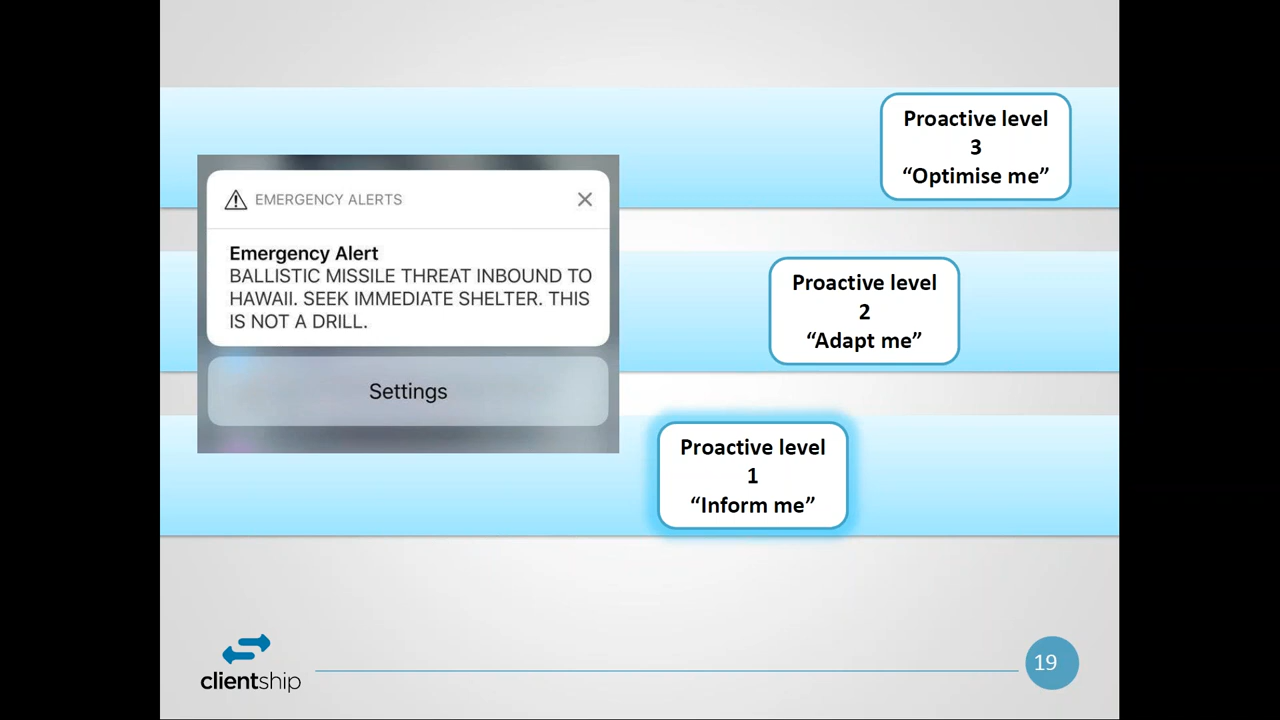 Proactive level
3
“Optimise me”
EMERGENCY ALERTS
Emergency Alert
BALLISTIC MISSILE THREAT INBOUND TO
HAWAII. SEEK IMMEDIATE SHELTER. THIS
IS NOT A DRILL.
Settings
Proactive level
2
“Adapt me”
Proactive level
1
“Inform me”
clientship
19